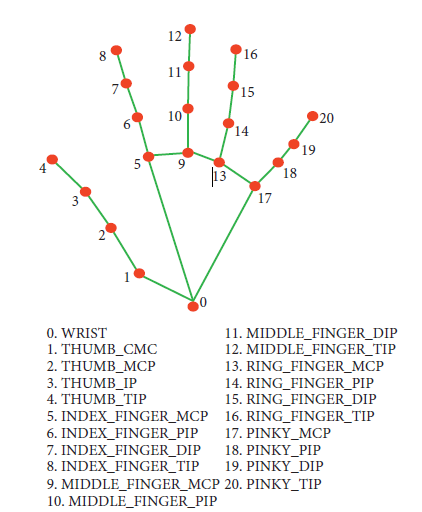 12
8
16
11
7
15
10
6
20
14
19
5
9
4
13
18
3
17
2
1
0
0. WRIST
1. THUMB_CMC
2. THUMB_MCP
3. THUMB_IP
4. THUMB_TIP
5. INDEX_FINGER_MCP
6. INDEX_FINGER_PIP
7. INDEX_FINGER_DIP
8. INDEX_FINGER_TIP
9. MIDDLE_FINGER_MCP
10. MIDDLE_FINGER_PIP
11. MIDDLE_FINGER_DIP
12. MIDDLE_FINGER_TIP
13. RING_FINGER_MCP
14. RING_FINGER_PIP
15. RING_FINGER_DIP
16. RING_FINGER_TIP
17. PINKY_MCP
18. PINKY_PIP
19. PINKY_DIP
20. PINKY_TIP